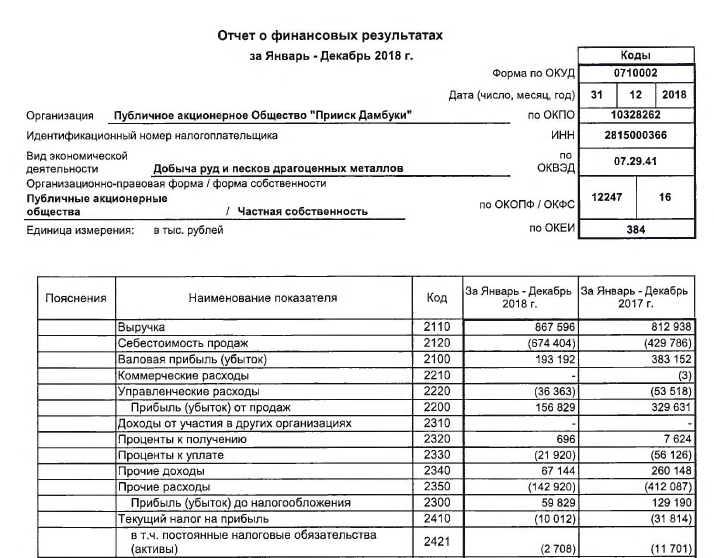 Отчет о финансовых результатах
за Январь - Декабрь 2018 г.
Коды
Форма по ОКУД 0710002
Дата (число, месяц, год) 31 12 2018
Организация Публичное акционерное Общество "Прииск Дамбуки" по ОКПО 10328262
Идентификационный номер налогоплательщика ИНН 2815000366
Вид экономической деятельности Добыча руд и песков драгоценных металлов по ОКВЭД 07.29.41
Организационно-правовая форма / форма собственности
Публичные акционерные общества / Частная собственность по ОКОПФ / ОКФС 12247 16
Единица измерения: в тыс. рублей по ОКЕИ 384
Пояснения Наименование показателя Код За Январь - Декабрь 2018 г. За Январь - Декабрь 2017 г.
Выручка 2110 867 596 812 938
Себестоимость продаж 2120 (674 404) (429 786)
Валовая прибыль (убыток) 2100 193 192 383 152
Коммерческие расходы 2210 - (3)
Управленческие расходы 2220 (36 363) (53 518)
Прибыль (убыток) от продаж 2200 156 829 329 631
Доходы от участия в других организациях 2310 - -
Проценты к получению 2320 696 7 624
Проценты к уплате 2330 (21 920) (56 126)
Прочие доходы 2340 67 144 260 148
Прочие расходы 2350 (142 920) (412 087)
Прибыль (убыток) до налогообложения 2300 59 829 129 190
Текущий налог на прибыль 2410 (10 012) (31 814)
в т.ч. постоянные налоговые обязательства (активы) 2421 (2 708) (11 701)